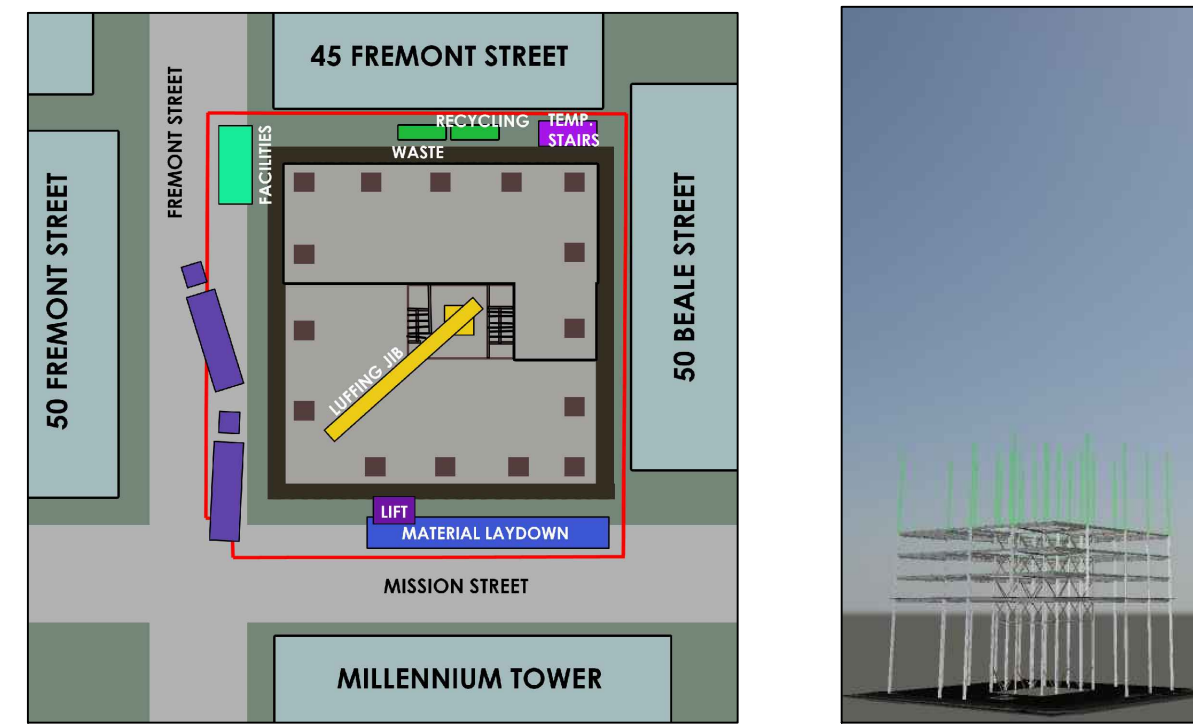 45 FREMONT STREET
FREMONT STREET
FACILITIES
RECYCLING
WASTE
TEMP.
STAIRS
50 FREMONT STREET
50 BEALE STREET
LUFFING JIB
LIFT
MATERIAL LAYDOWN
MISSION STREET
MILLENNIUM TOWER